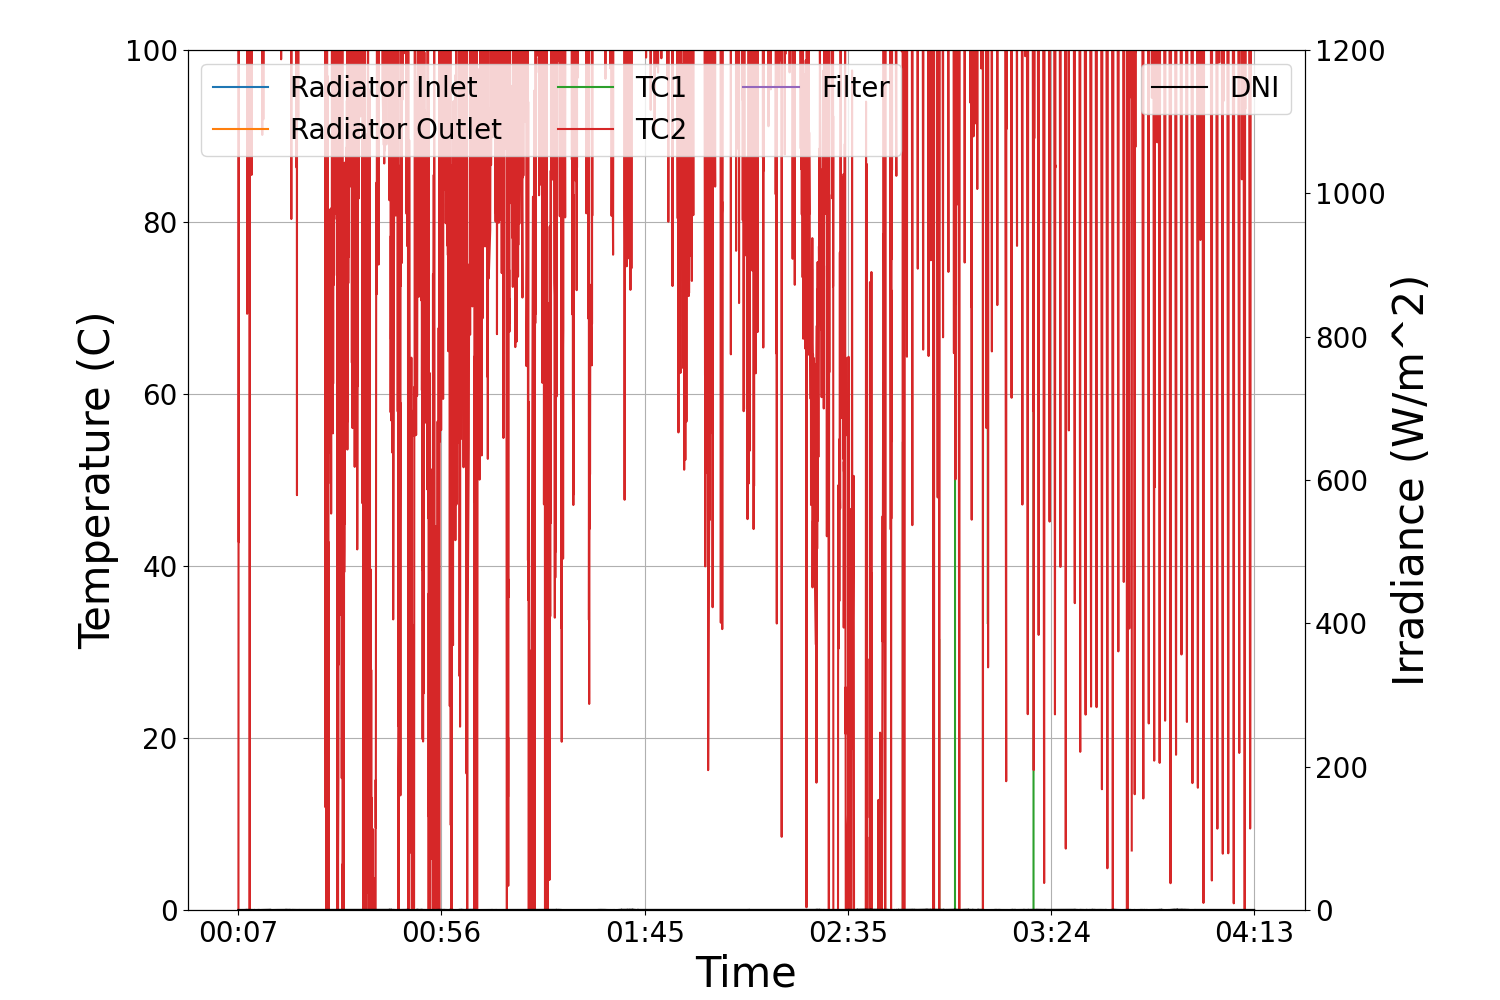 Radiator Inlet
Radiator Outlet
TC1
TC2
Filter
DNI
100
80
60
40
20
0
Temperature (C)
1200
1000
800
600
400
200
0
Irradiance (W/m^2)
00:07 00:56 01:45 02:35 03:24 04:13
Time